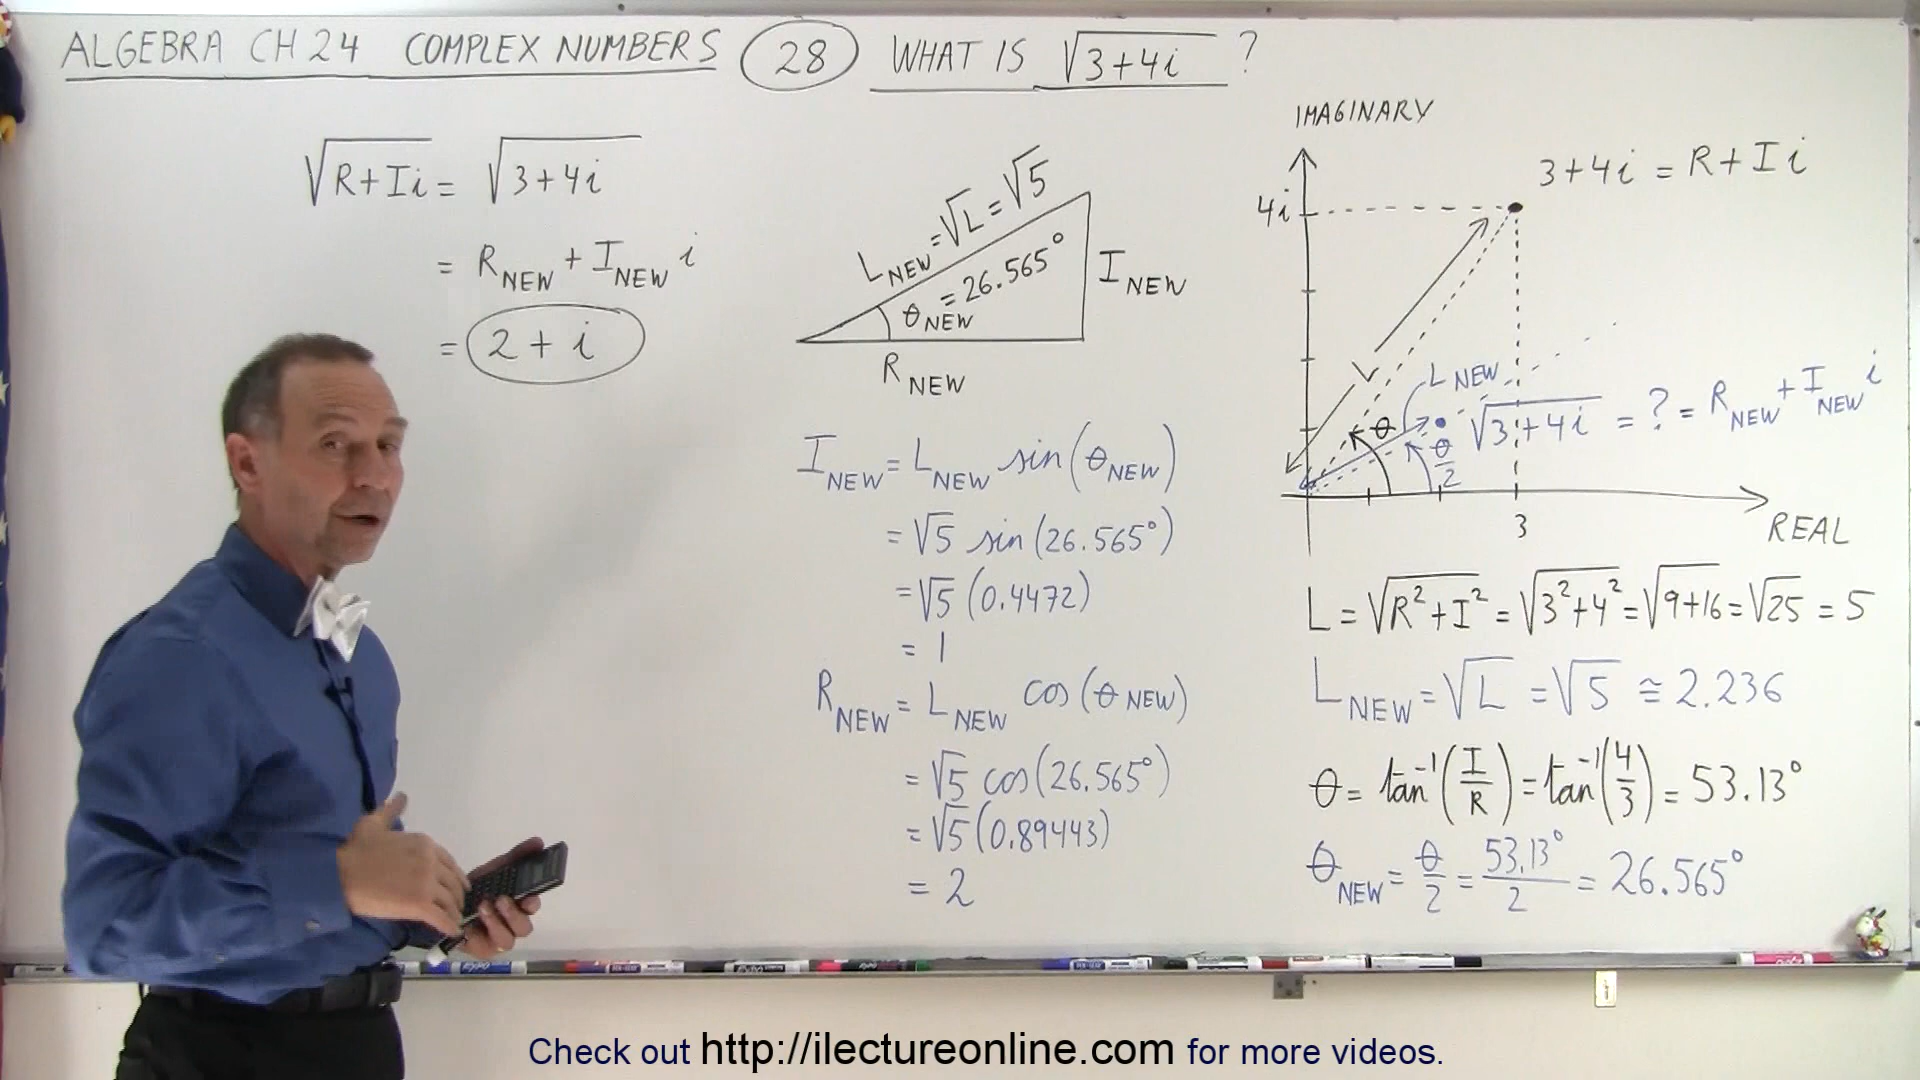 ALGEBRA CH 24 COMPLEX NUMBERS 28 WHAT IS √(3+4i) ?
√(R+Ii) = √(3+4i)
= R_NEW + I_NEW i
= 2 + i
L_NEW = √L = √5
θ_NEW = 26.565°
I_NEW
R_NEW
I_NEW = L_NEW sin(θ_NEW)
= √5 sin(26.565°)
= √5 (0.4472)
= 1
R_NEW = L_NEW cos(θ_NEW)
= √5 cos(26.565°)
= √5 (0.89443)
= 2
IMAGINARY
3+4i = R+Ii
4i
L
L_NEW
θ
θ/2
√(3+4i) = ? = R_NEW + I_NEW i
3
REAL
L = √(R²+I²) = √(3²+4²) = √(9+16) = √25 = 5
L_NEW = √L = √5 ≅ 2.236
θ = tan⁻¹(I/R) = tan⁻¹(4/3) = 53.13°
θ_NEW = θ/2 = 53.13°/2 = 26.565°
Check out http://ilectureonline.com for more videos.